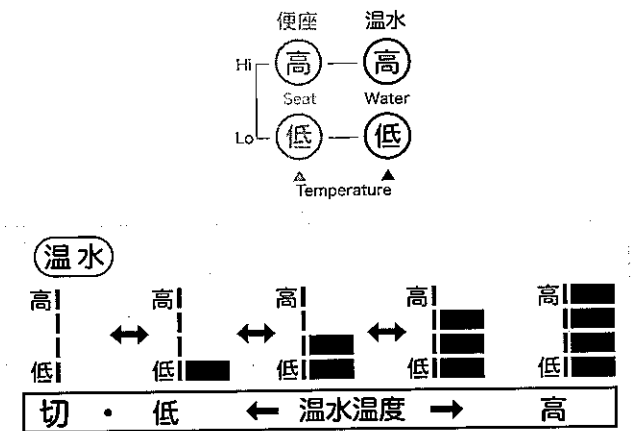 便座 温水
Hi 高 高
Seat Water
Lo 低 低
Temperature
温水
高 高 高 高 高
低 低 低 低 低
切・低 ← 温水温度 → 高